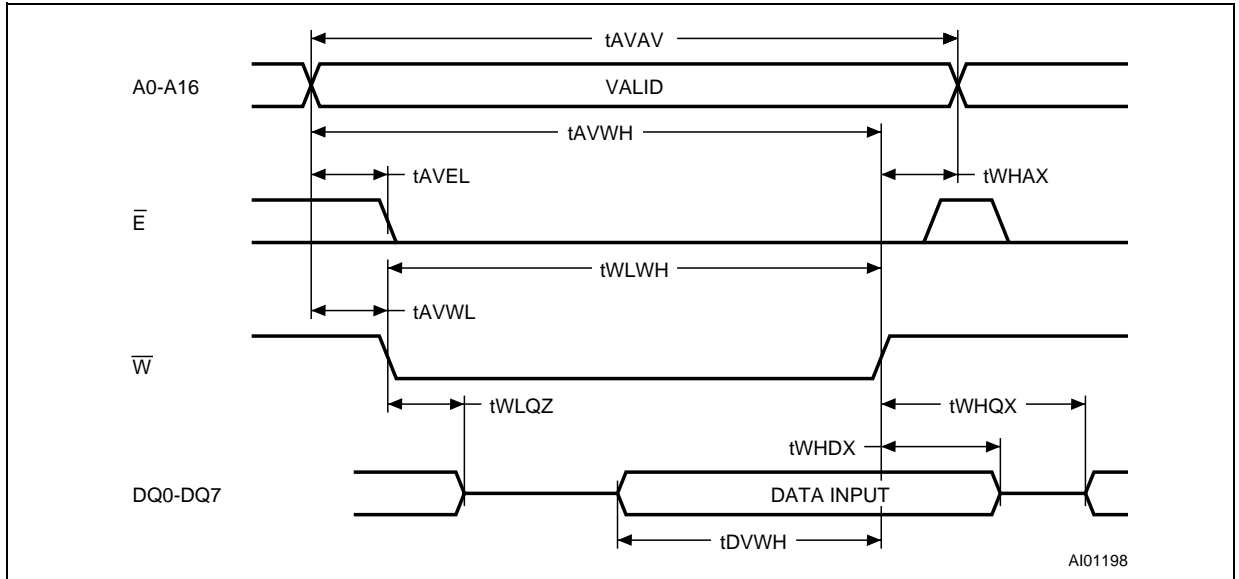 tAVAV
A0-A16
VALID
tAVWH
tAVEL
tWHAX
E̅
tWLWH
tAVWL
W̅
tWLQZ
tWHQX
tWHDX
DQ0-DQ7
DATA INPUT
tDVWH
AI01198